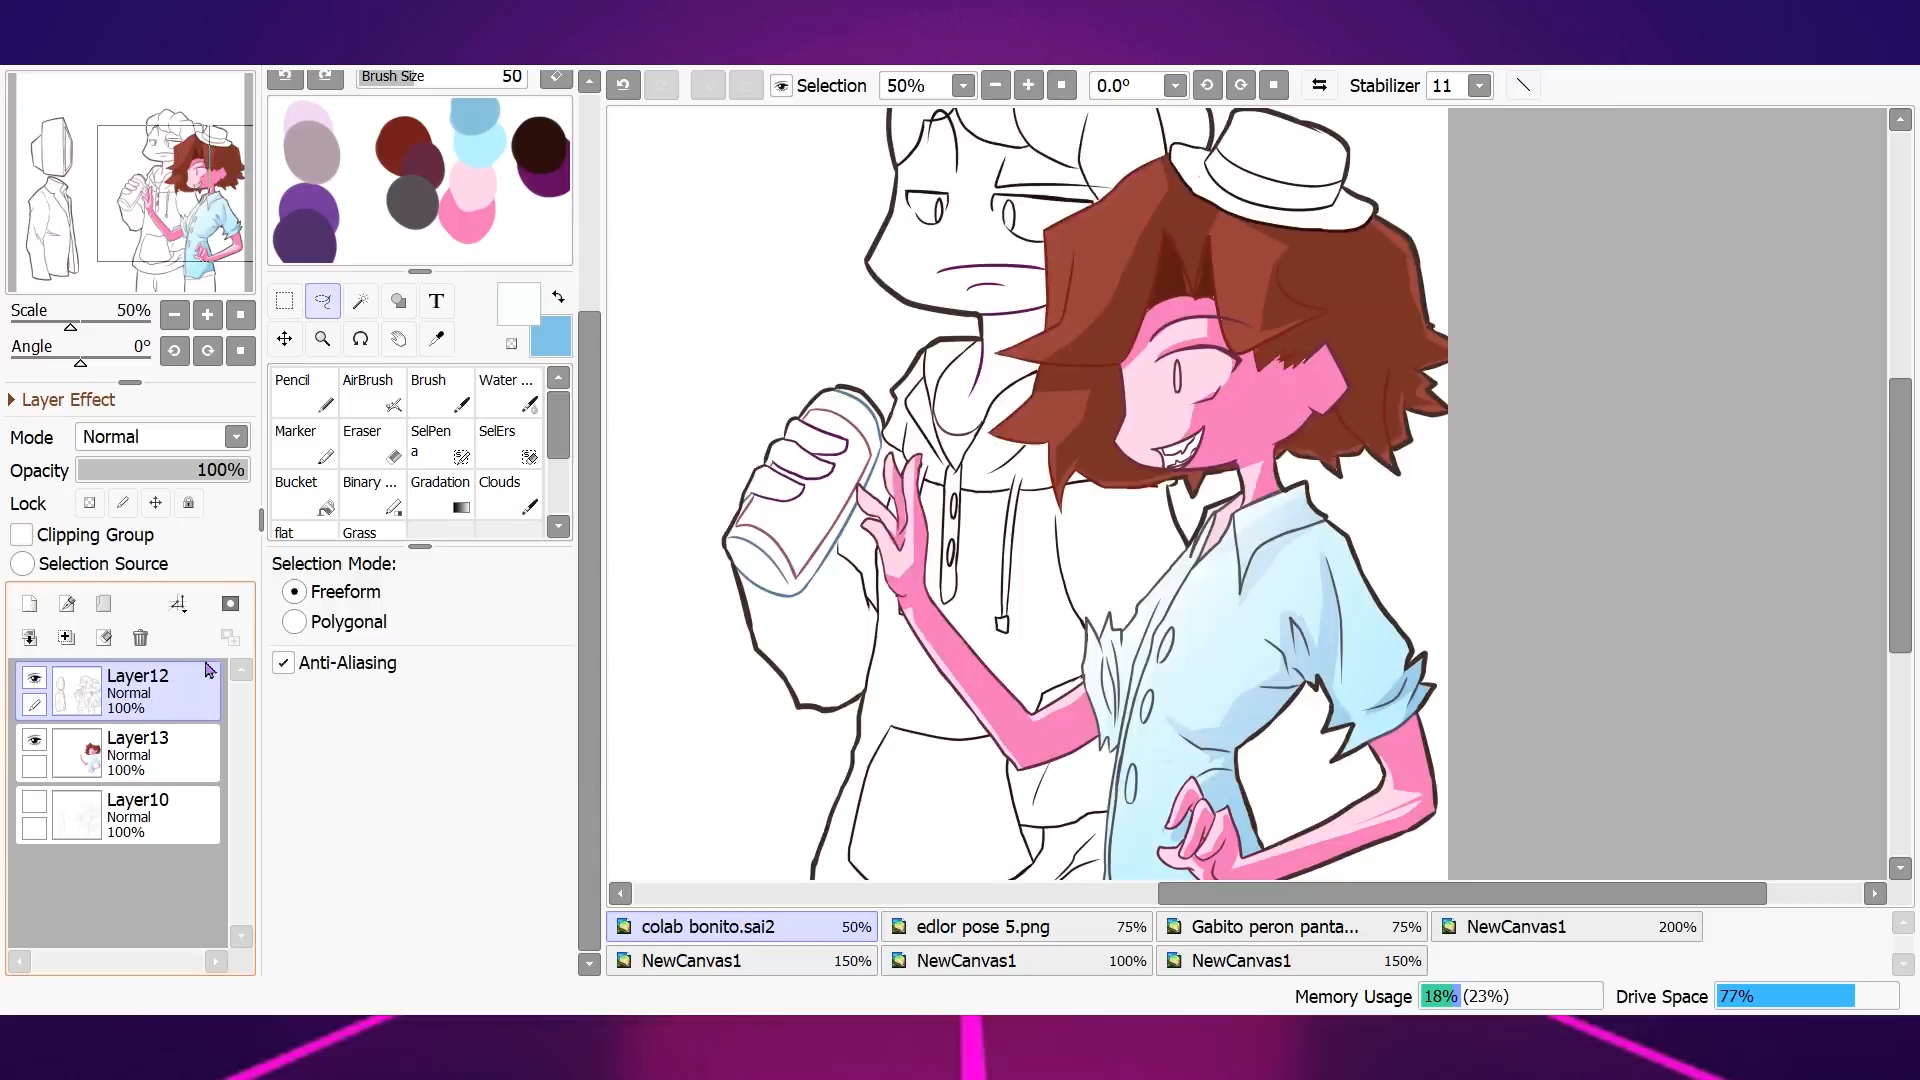 Brush Size 50
Selection 50% 0.0° Stabilizer 11
Scale 50%
Angle 0°
Layer Effect
Mode Normal
Opacity 100%
Lock
Clipping Group
Selection Source
Layer12
Normal
100%
Layer13
Normal
100%
Layer10
Normal
100%
T
Pencil AirBrush Brush Water ...
Marker Eraser SelPen SelErs
a
Bucket Binary ... Gradation Clouds
flat Grass
Selection Mode:
Freeform
Polygonal
Anti-Aliasing
colab bonito.sai2 50% edlor pose 5.png 75% Gabito peron panta... 75% NewCanvas1 200%
NewCanvas1 150% NewCanvas1 100% NewCanvas1 150%
Memory Usage 18% (23%) Drive Space 77%